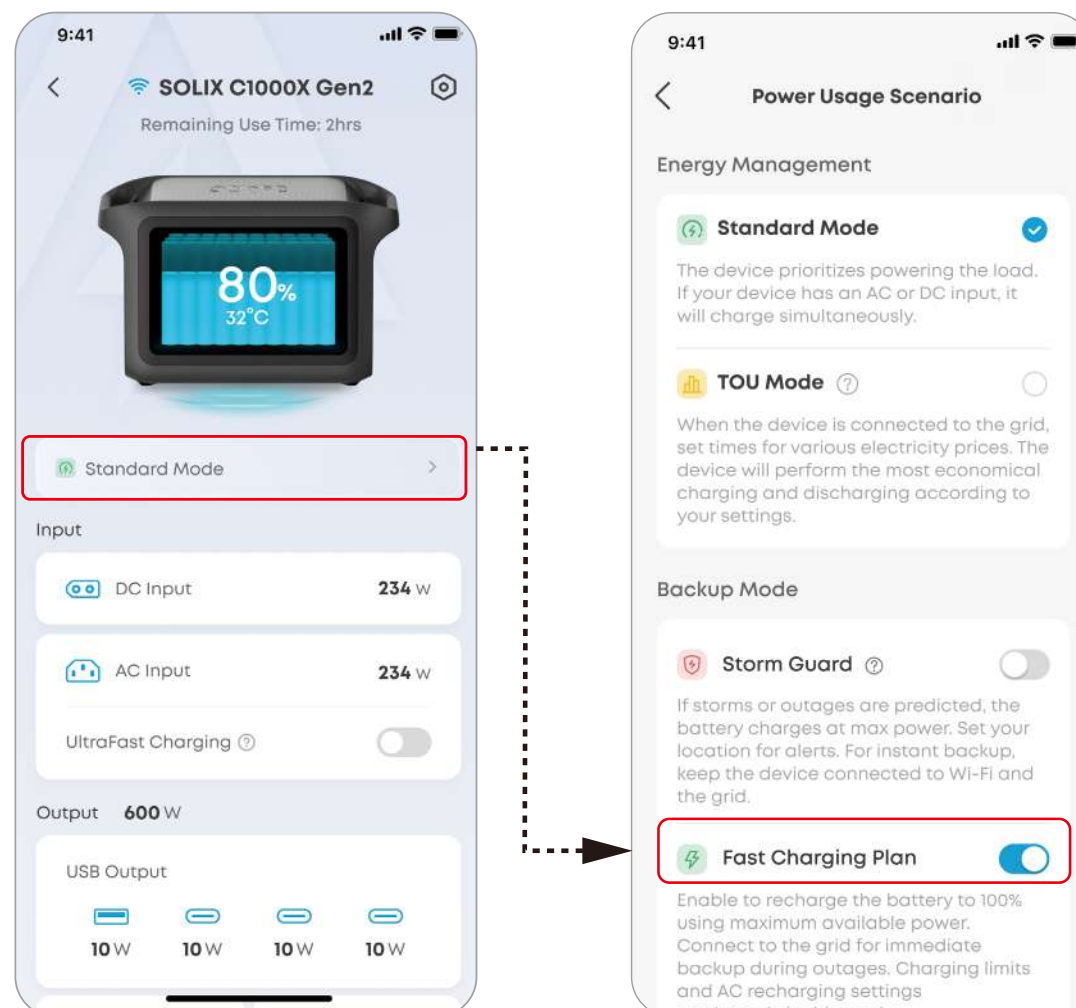 9:41
SOLIX C1000X Gen2
Remaining Use Time: 2hrs
80%
32°C
Standard Mode
Input
DC Input 234 W
AC Input 234 W
UltraFast Charging ?
Output 600 W
USB Output
10 W 10 W 10 W 10 W
9:41
Power Usage Scenario
Energy Management
Standard Mode
The device prioritizes powering the load.
If your device has an AC or DC input, it
will charge simultaneously.
TOU Mode ?
When the device is connected to the grid,
set times for various electricity prices. The
device will perform the most economical
charging and discharging according to
your settings.
Backup Mode
Storm Guard ?
If storms or outages are predicted, the
battery charges at max power. Set your
location for alerts. For instant backup,
keep the device connected to Wi-Fi and
the grid.
Fast Charging Plan
Enable to recharge the battery to 100%
using maximum available power.
Connect to the grid for immediate
backup during outages. Charging limits
and AC recharging settings